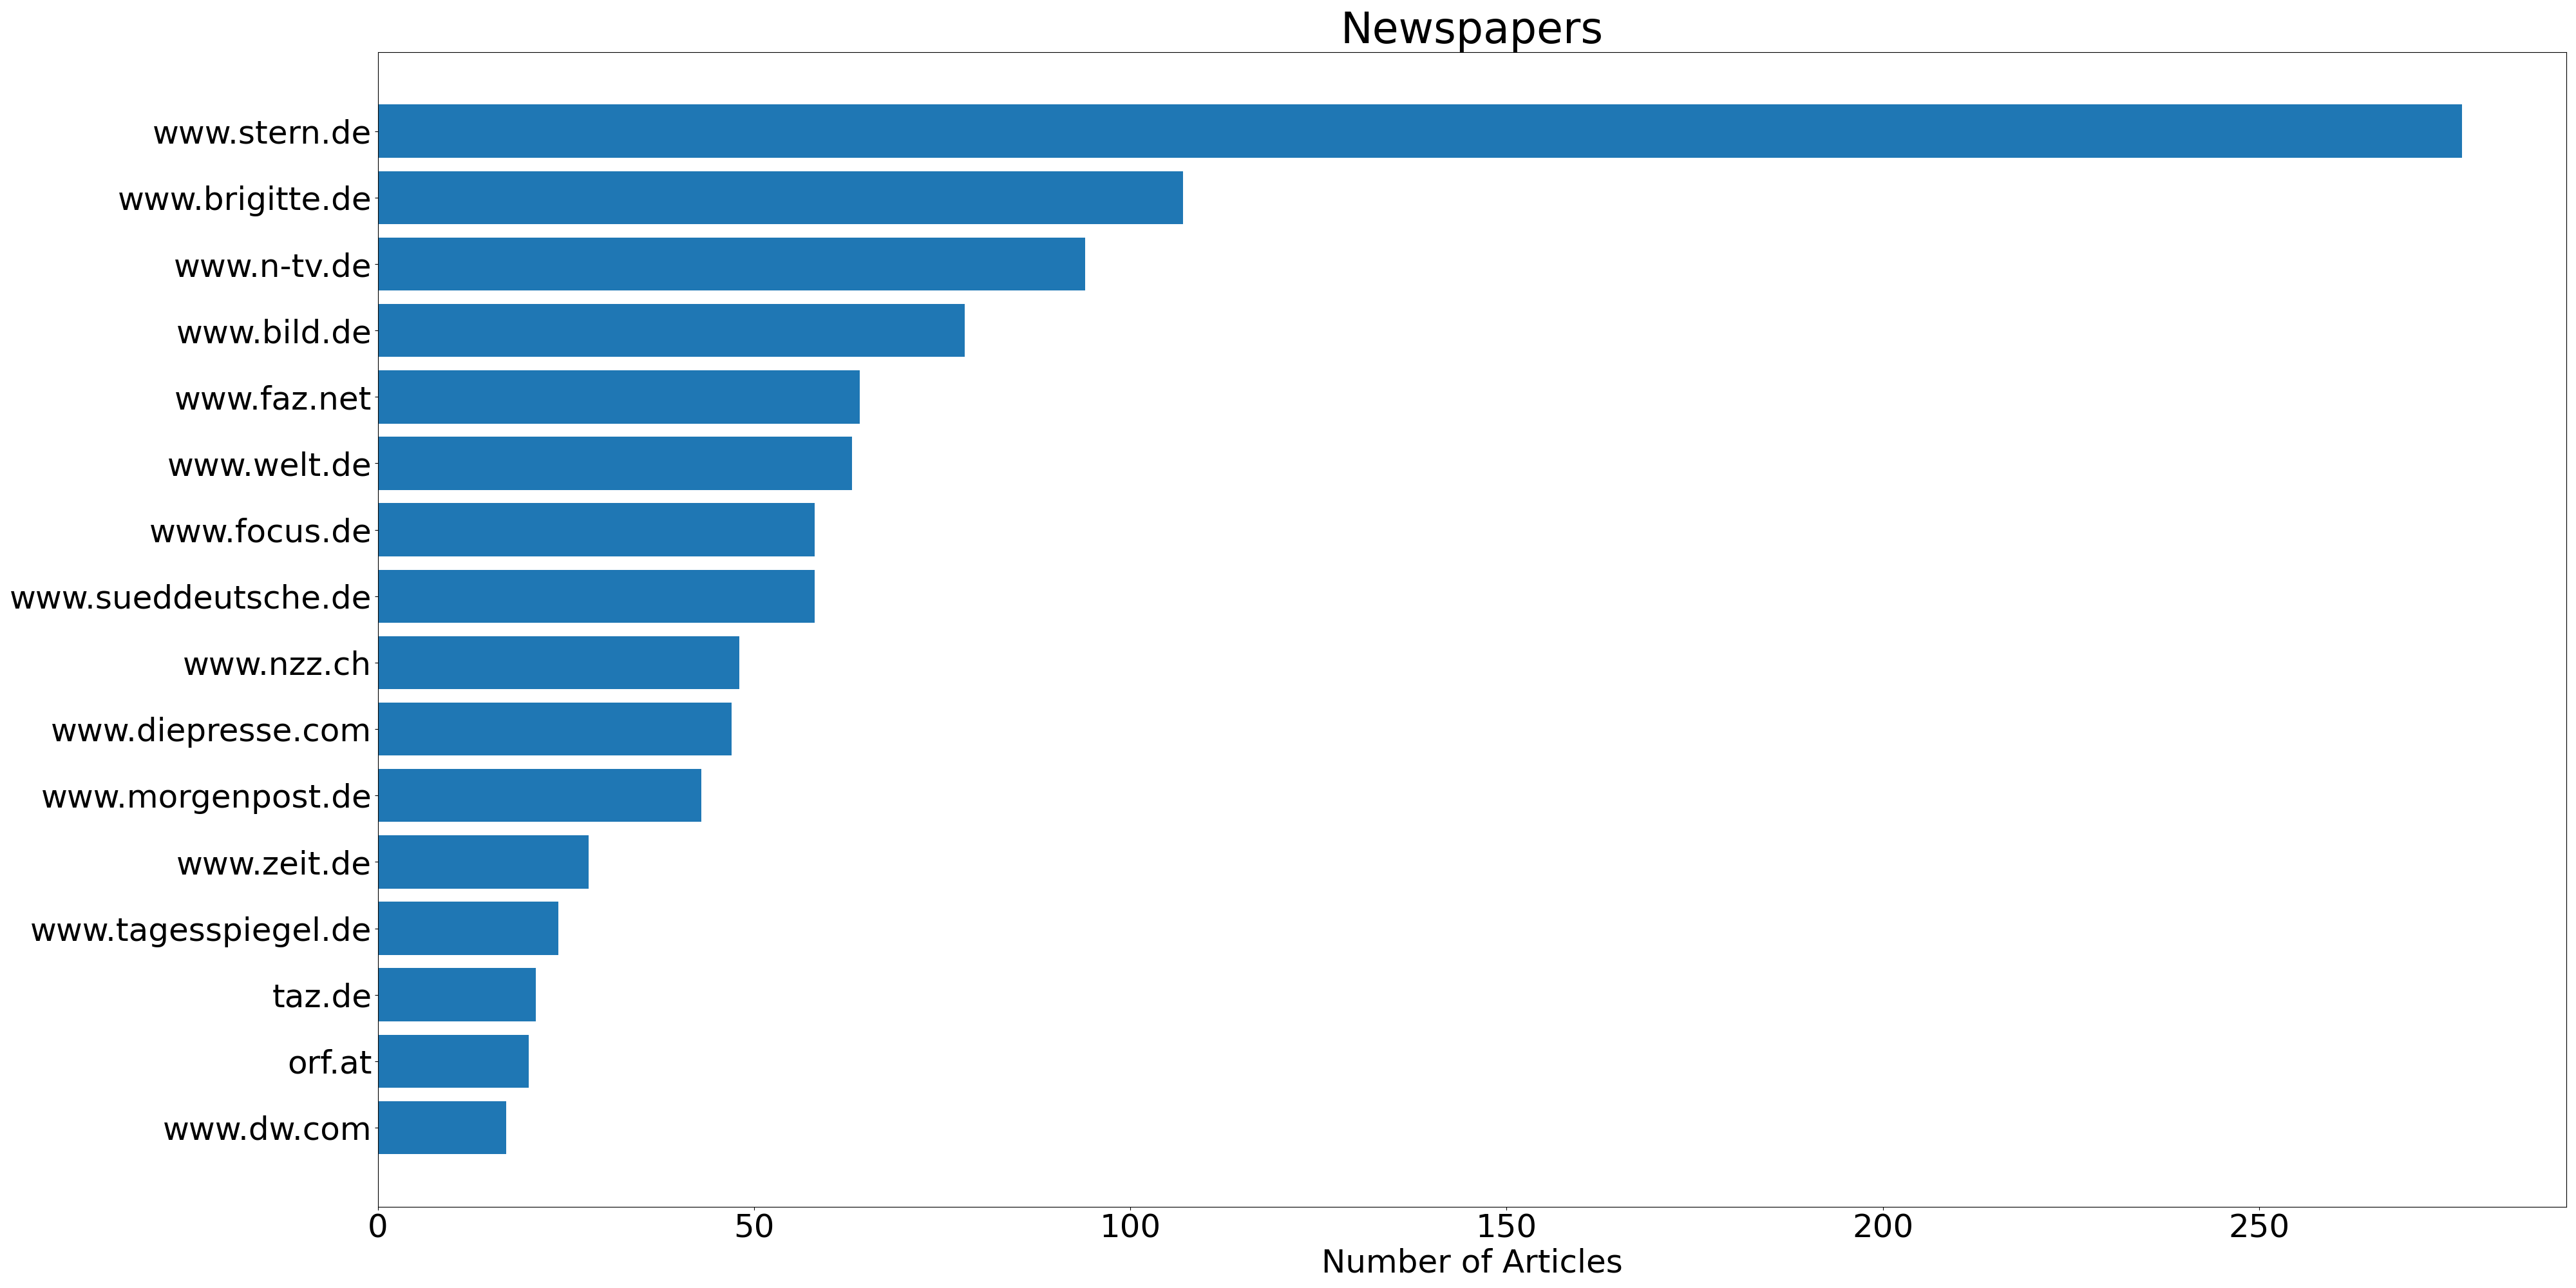 Newspapers
www.stern.de
www.brigitte.de
www.n-tv.de
www.bild.de
www.faz.net
www.welt.de
www.focus.de
www.sueddeutsche.de
www.nzz.ch
www.diepresse.com
www.morgenpost.de
www.zeit.de
www.tagesspiegel.de
taz.de
orf.at
www.dw.com
0 50 100 150 200 250
Number of Articles